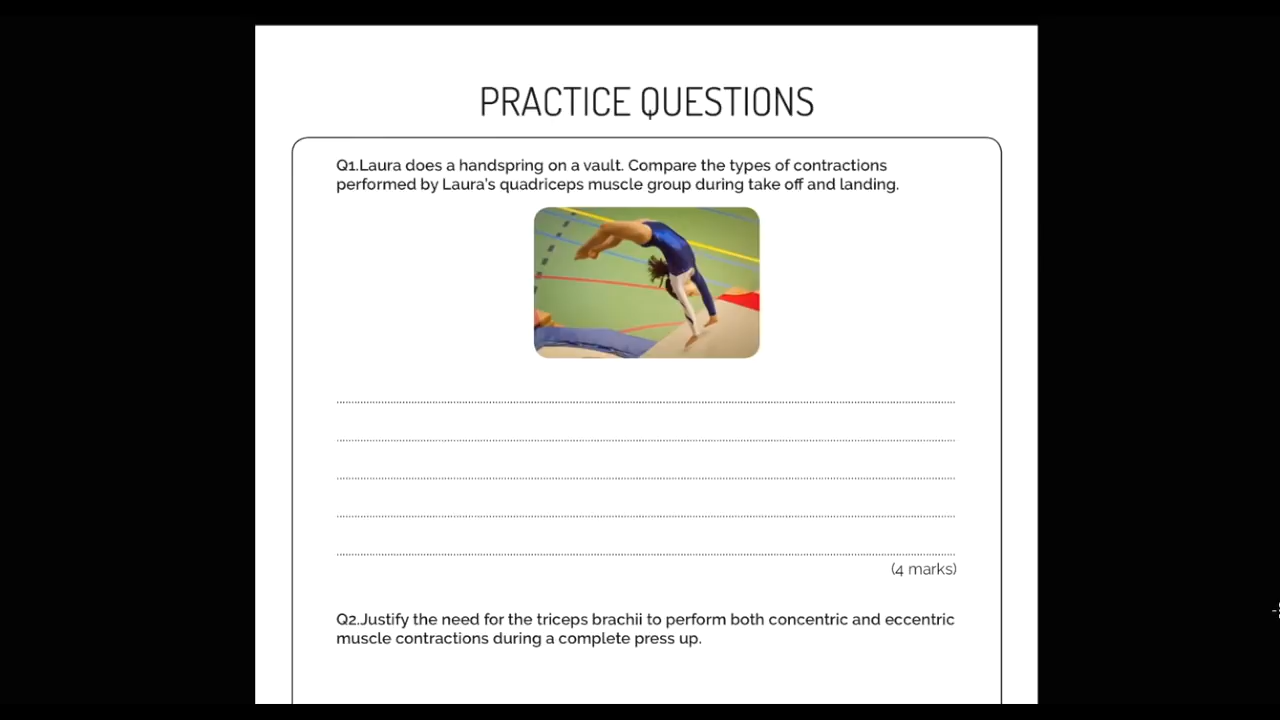 PRACTICE QUESTIONS
Q1.Laura does a handspring on a vault. Compare the types of contractions
performed by Laura's quadriceps muscle group during take off and landing.
(4 marks)
Q2.Justify the need for the triceps brachii to perform both concentric and eccentric
muscle contractions during a complete press up.